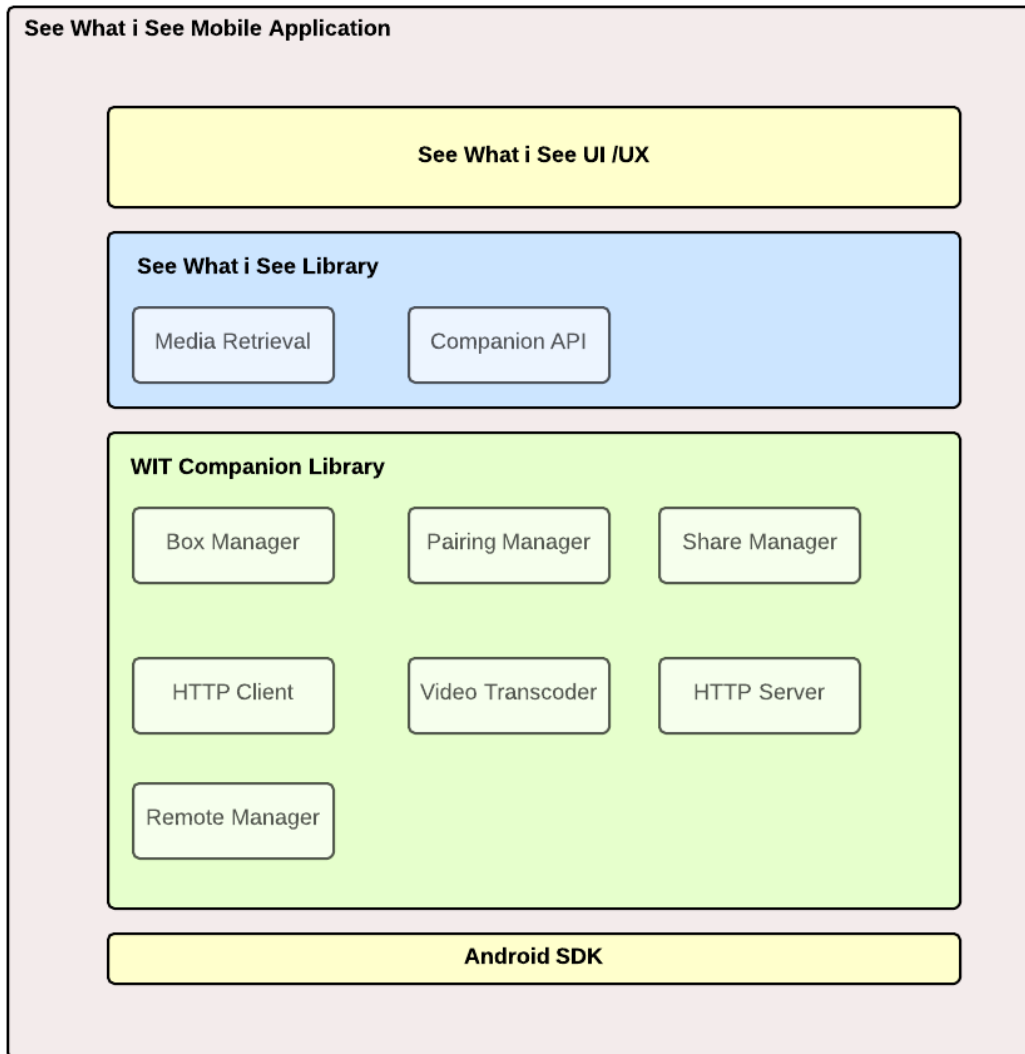 See What i See Mobile Application
See What i See UI /UX
See What i See Library
Media Retrieval
Companion API
WIT Companion Library
Box Manager
Pairing Manager
Share Manager
HTTP Client
Video Transcoder
HTTP Server
Remote Manager
Android SDK